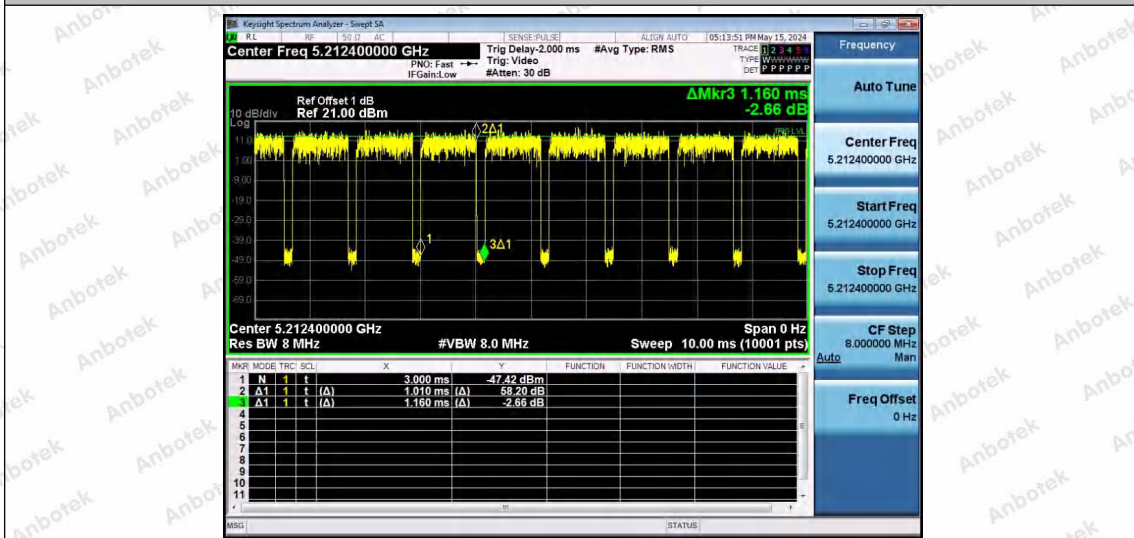 Keysight Spectrum Analyzer - Swept SA
RL RF 50 Ω AC SENSE:PULSE ALIGN AUTO 05:13:51 PM May 15, 2024
Center Freq 5.212400000 GHz
PNO: Fast
IFGain:Low
Trig Delay-2.000 ms
Trig: Video
#Atten: 30 dB
#Avg Type: RMS
TRACE 1 2 3 4 5 6
TYPE WWWWWW
DET P P P P P P
ΔMkr3 1.160 ms
-2.66 dB
Ref Offset 1 dB
10 dB/div Ref 21.00 dBm
Log
11.0
1.00
-9.00
-19.0
-29.0
-39.0
-49.0
-59.0
-69.0
2Δ1
TRIG LVL
1
3Δ1
Center 5.212400000 GHz Span 0 Hz
Res BW 8 MHz #VBW 8.0 MHz Sweep 10.00 ms (10001 pts)
MKR MODE TRC SCL X Y FUNCTION FUNCTION WIDTH FUNCTION VALUE
1 N 1 t 3.000 ms -47.42 dBm
2 Δ1 1 t (Δ) 1.010 ms (Δ) 58.20 dB
3 Δ1 1 t (Δ) 1.160 ms (Δ) -2.66 dB
4
5
6
7
8
9
10
11
MSG STATUS
Frequency
Auto Tune
Center Freq
5.212400000 GHz
Start Freq
5.212400000 GHz
Stop Freq
5.212400000 GHz
CF Step
8.000000 MHz
Auto Man
Freq Offset
0 Hz
Anbotek